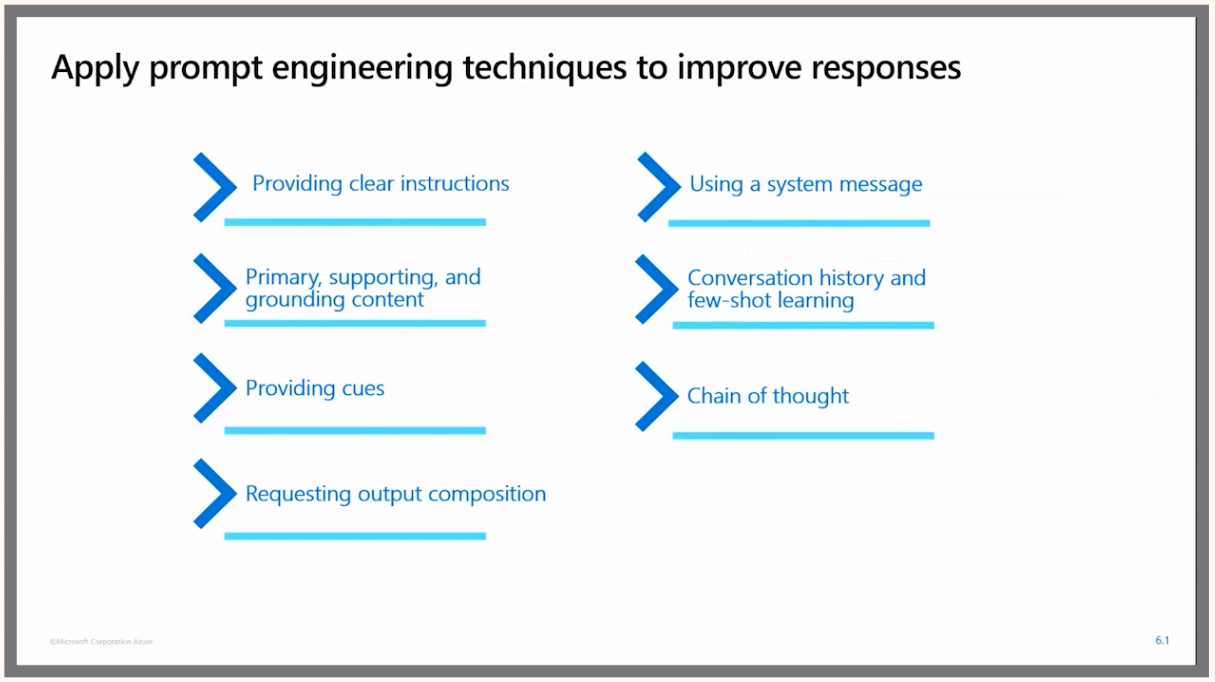 Apply prompt engineering techniques to improve responses
Providing clear instructions
Primary, supporting, and
grounding content
Providing cues
Requesting output composition
Using a system message
Conversation history and
few-shot learning
Chain of thought
©Microsoft Corporation Azure
6.1